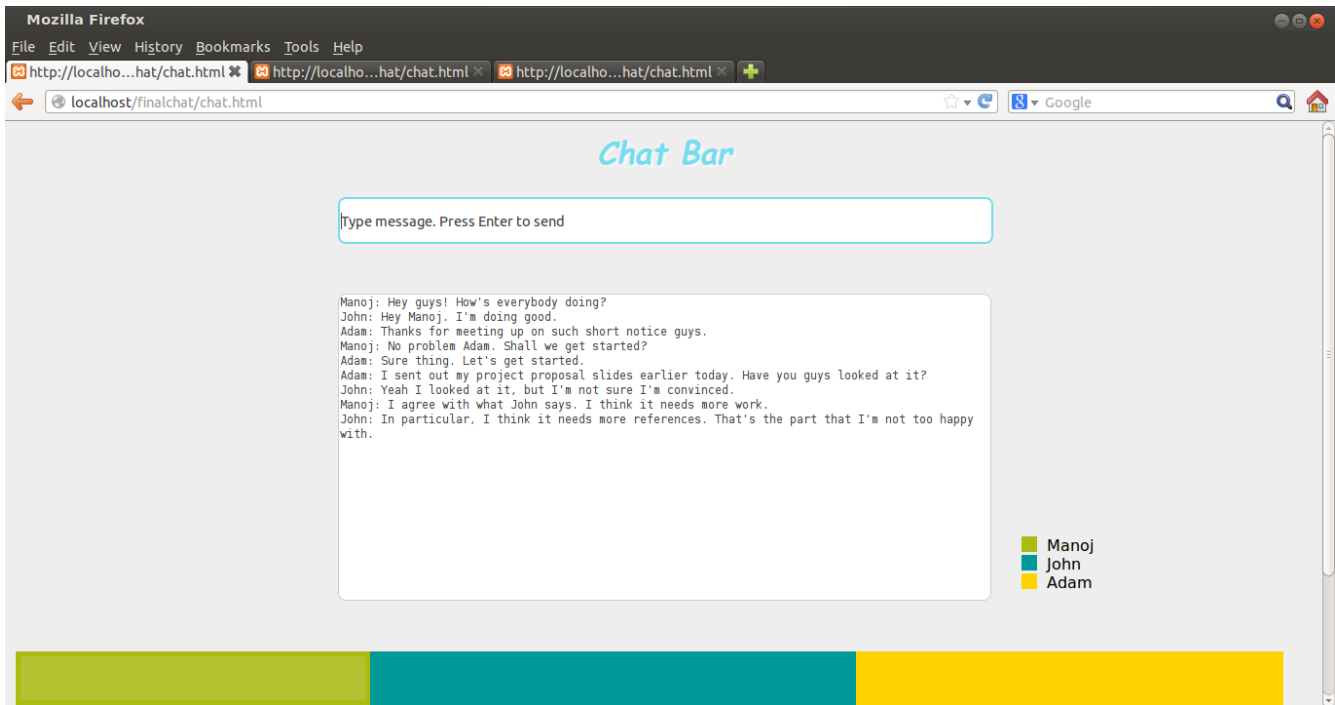 Mozilla Firefox
File Edit View History Bookmarks Tools Help
http://localho...hat/chat.html http://localho...hat/chat.html http://localho...hat/chat.html
localhost/finalchat/chat.html Google
Chat Bar
Type message. Press Enter to send
Manoj: Hey guys! How's everybody doing?
John: Hey Manoj. I'm doing good.
Adam: Thanks for meeting up on such short notice guys.
Manoj: No problem Adam. Shall we get started?
Adam: Sure thing. Let's get started.
Adam: I sent out my project proposal slides earlier today. Have you guys looked at it?
John: Yeah I looked at it, but I'm not sure I'm convinced.
Manoj: I agree with what John says. I think it needs more work.
John: In particular, I think it needs more references. That's the part that I'm not too happy
with.
Manoj
John
Adam